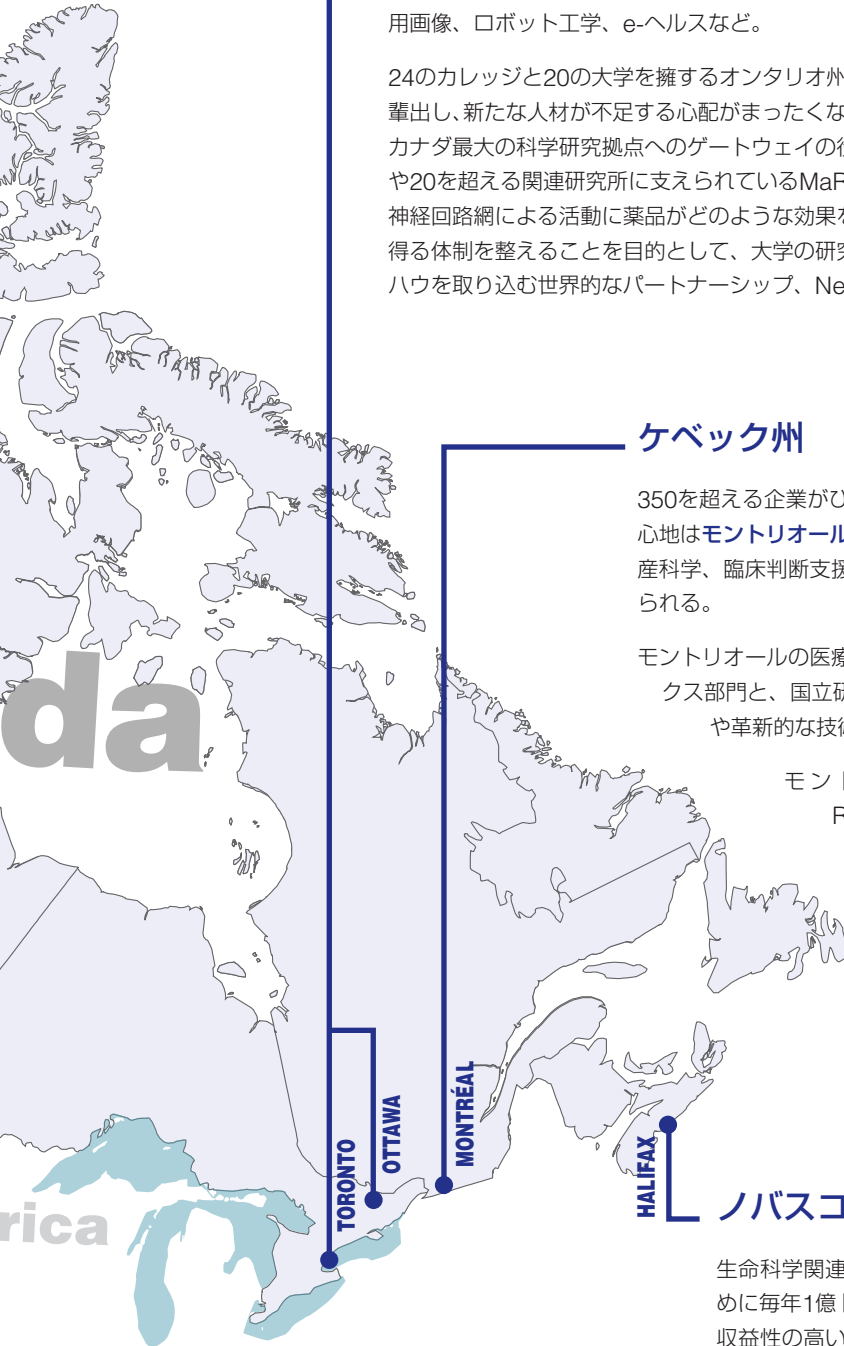 用画像、ロボット工学、e-ヘルスなど。
24のカレッジと20の大学を擁するオンタリオ州
輩出し、新たな人材が不足する心配がまったくな
カナダ最大の科学研究拠点へのゲートウェイの
や20を超える関連研究所に支えられているMaR
神経回路網による活動に薬品がどのような効果
得る体制を整えることを目的として、大学の研究
ハウを取り込む世界的なパートナーシップ、Ne
ケベック州
350を超える企業がひ
心地はモントリオール
産科学、臨床判断支援
られる。
モントリオールの医療
クス部門と、国立研
や革新的な技術
モント
R
da
rica
TORONTO
OTTAWA
MONTRÉAL
HALIFAX
ノバスコ
生命科学関連
めに毎年1億ド
収益性の高い